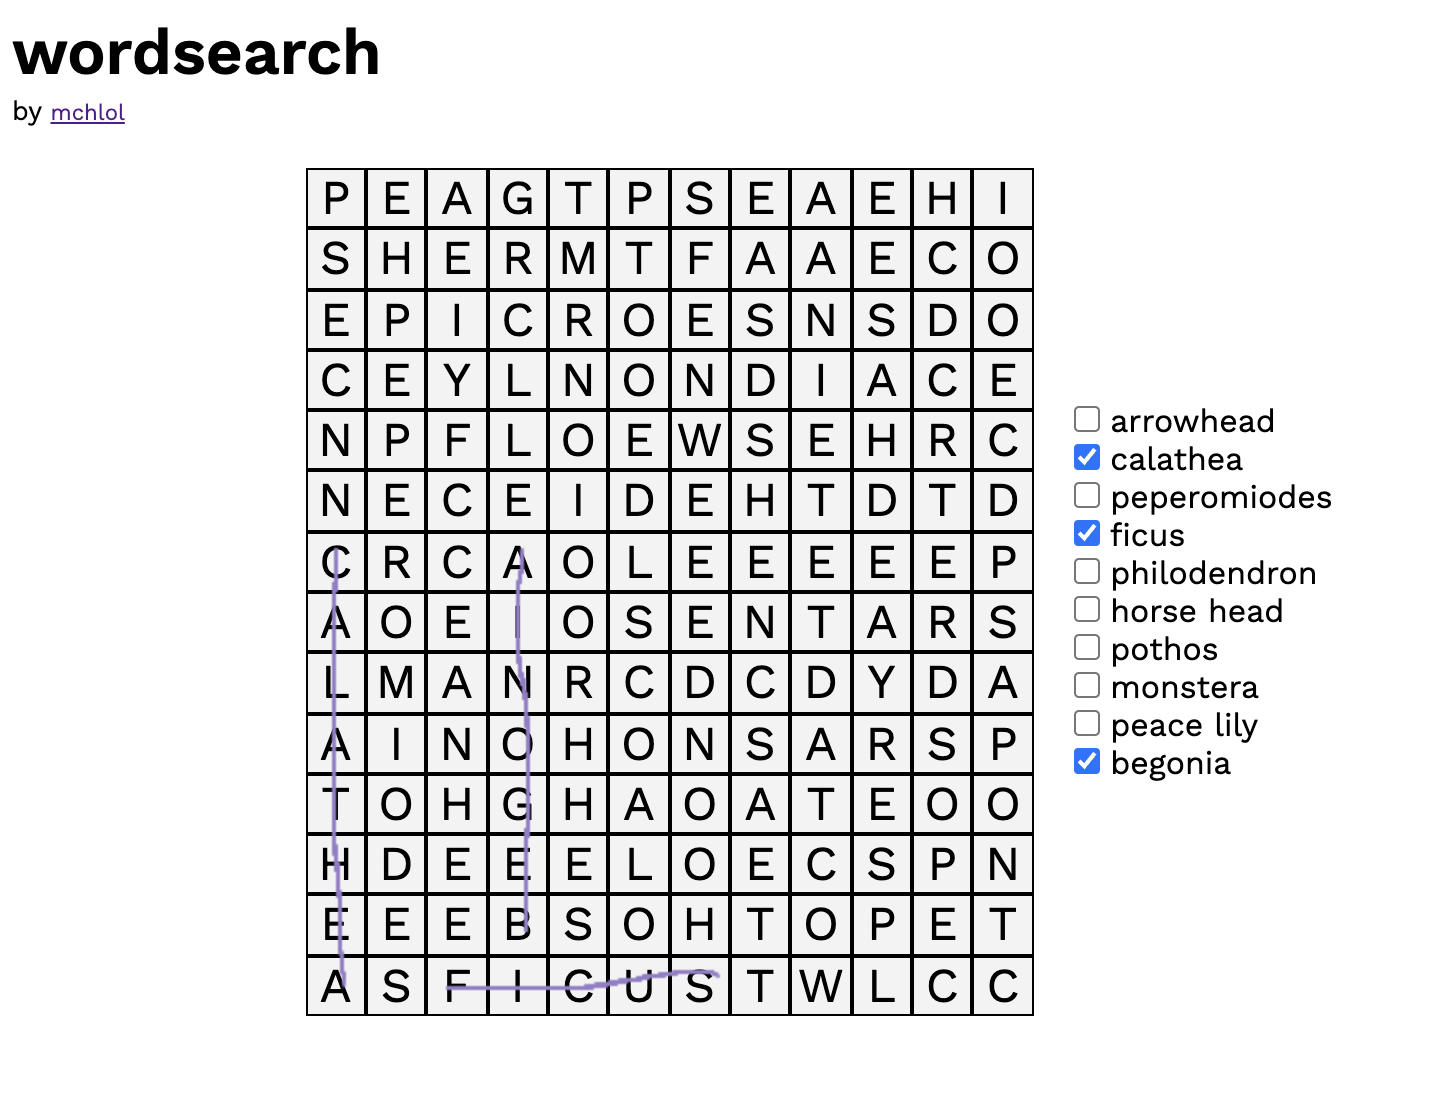 wordsearch
by mchlol
P E A G T P S E A E H I
S H E R M T F A A E C O
E P I C R O E S N S D O
C E Y L N O N D I A C E
N P F L O E W S E H R C
N E C E I D E H T D T D
C R C A O L E E E E E P
A O E I O S E N T A R S
L M A N R C D C D Y D A
A I N O H O N S A R S P
T O H G H A O A T E O O
H D E E E L O E C S P N
E E E B S O H T O P E T
A S F I C U S T W L C C
arrowhead
calathea
peperomiodes
ficus
philodendron
horse head
pothos
monstera
peace lily
begonia